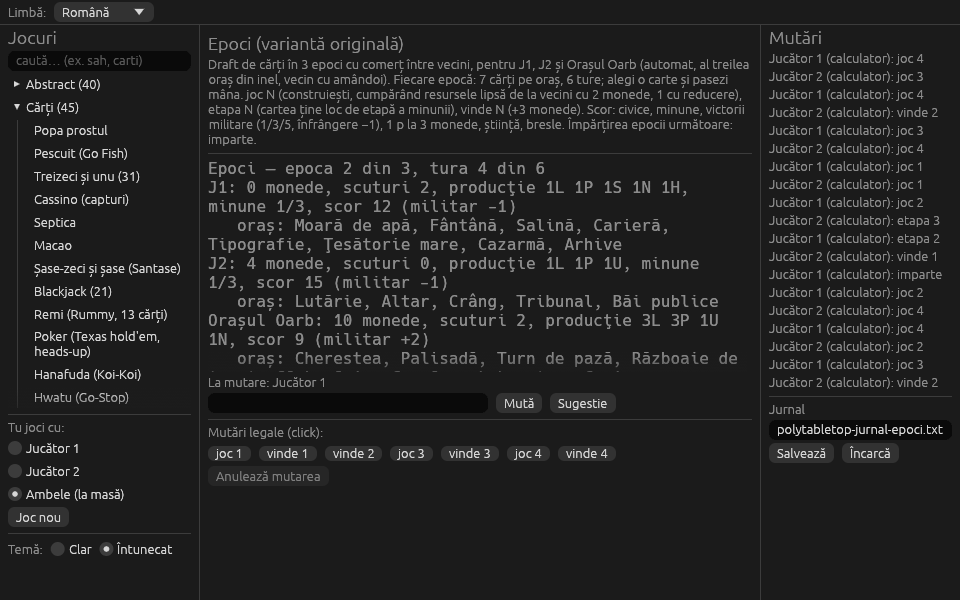 Limbă: Română
Jocuri
caută... (ex. sah, carti)
Abstract (40)
Cărți (45)
Popa prostul
Pescuit (Go Fish)
Treizeci și unu (31)
Cassino (capturi)
Septica
Macao
Șase-zeci și șase (Santase)
Blackjack (21)
Remi (Rummy, 13 cărți)
Poker (Texas hold'em,
heads-up)
Hanafuda (Koi-Koi)
Hwatu (Go-Stop)
Tu joci cu:
Jucător 1
Jucător 2
Ambele (la masă)
Joc nou
Temă: Clar Întunecat
Epoci (variantă originală)
Draft de cărți în 3 epoci cu comerț între vecini, pentru J1, J2 și Orașul Oarb (automat, al treilea
oraș din inel, vecin cu amândoi). Fiecare epocă: 7 cărți pe oraș, 6 ture; alegi o carte și pasezi
mâna. joc N (construiești, cumpărând resursele lipsă de la vecini cu 2 monede, 1 cu reducere),
etapa N (cartea ține loc de etapă a minunii), vinde N (+3 monede). Scor: civice, minune, victorii
militare (1/3/5, înfrângere −1), 1 p la 3 monede, știință, bresle. Împărțirea epocii următoare:
imparte.
Epoci — epoca 2 din 3, tura 4 din 6
J1: 0 monede, scuturi 2, producție 1L 1P 1S 1N 1H,
minune 1/3, scor 12 (militar -1)
oraș: Moară de apă, Fântână, Salină, Carieră,
Tipografie, Țesătorie mare, Cazarmă, Arhive
J2: 4 monede, scuturi 0, producție 1L 1P 1U, minune
1/3, scor 15 (militar -1)
oraș: Lutărie, Altar, Crâng, Tribunal, Băi publice
Orașul Oarb: 10 monede, scuturi 2, producție 3L 3P 1U
1N, scor 9 (militar +2)
oraș: Cherestea, Palisadă, Turn de pază, Războaie de
La mutare: Jucător 1
Mută Sugestie
Mutări legale (click):
joc 1 vinde 1 vinde 2 joc 3 vinde 3 joc 4 vinde 4
Anulează mutarea
Mutări
Jucător 1 (calculator): joc 4
Jucător 2 (calculator): joc 3
Jucător 1 (calculator): joc 4
Jucător 2 (calculator): vinde 2
Jucător 1 (calculator): joc 3
Jucător 2 (calculator): joc 4
Jucător 1 (calculator): joc 1
Jucător 2 (calculator): joc 1
Jucător 1 (calculator): joc 2
Jucător 2 (calculator): etapa 3
Jucător 1 (calculator): etapa 2
Jucător 2 (calculator): vinde 1
Jucător 1 (calculator): imparte
Jucător 1 (calculator): joc 2
Jucător 2 (calculator): joc 4
Jucător 1 (calculator): joc 4
Jucător 2 (calculator): joc 2
Jucător 1 (calculator): joc 3
Jucător 2 (calculator): vinde 2
Jurnal
polytabletop-jurnal-epoci.txt
Salvează Încarcă